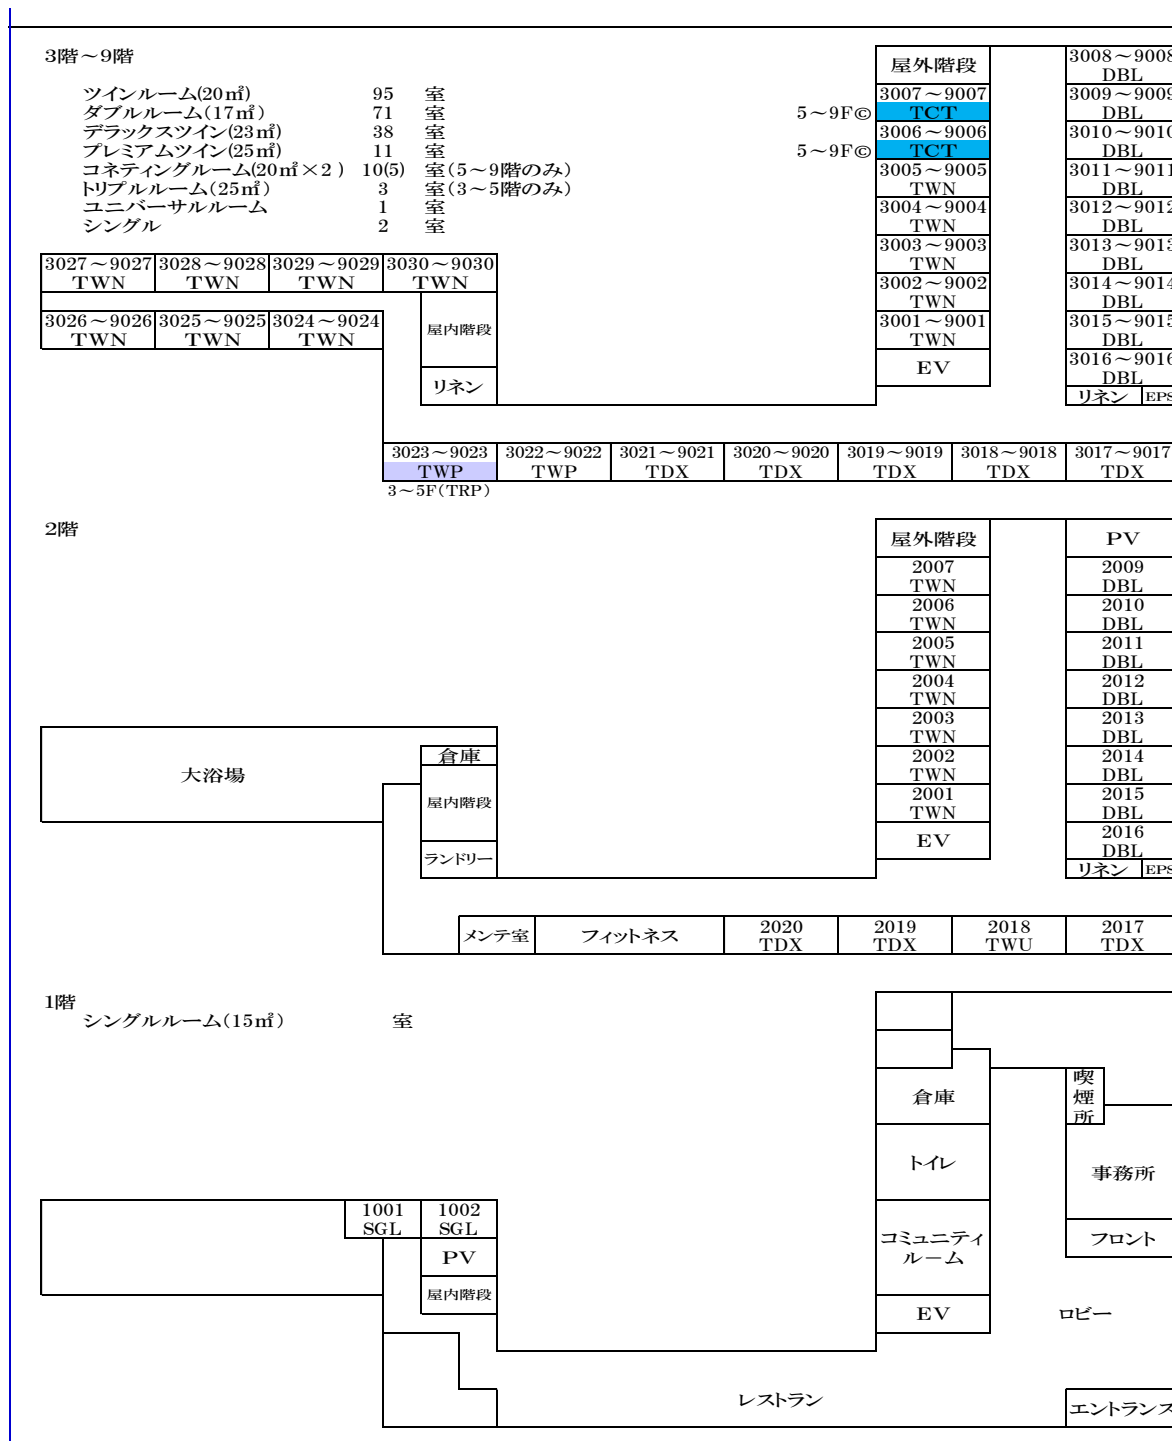 3階～9階
ツインルーム(20㎡) 95 室
ダブルルーム(17㎡) 71 室
デラックスツイン(23㎡) 38 室
プレミアムツイン(25㎡) 11 室
コネティングルーム(20㎡×2) 10(5) 室(5～9階のみ)
トリプルルーム(25㎡) 3 室(3～5階のみ)
ユニバーサルルーム 1 室
シングル 2 室
屋外階段
5～9F© 3007～9007
TCT
5～9F© 3006～9006
TCT
3005～9005
TWN
3004～9004
TWN
3003～9003
TWN
3002～9002
TWN
3001～9001
TWN
EV
3008～9008
DBL
3009～9009
DBL
3010～9010
DBL
3011～9011
DBL
3012～9012
DBL
3013～9013
DBL
3014～9014
DBL
3015～9015
DBL
3016～9016
DBL
リネン EPS
3027～9027 3028～9028 3029～9029 3030～9030
TWN TWN TWN TWN
3026～9026 3025～9025 3024～9024
TWN TWN TWN
屋内階段
リネン
3023～9023 3022～9022 3021～9021 3020～9020 3019～9019 3018～9018 3017～9017
TWP TWP TDX TDX TDX TDX TDX
3～5F(TRP)
2階
屋外階段
2007
TWN
2006
TWN
2005
TWN
2004
TWN
2003
TWN
2002
TWN
2001
TWN
EV
PV
2009
DBL
2010
DBL
2011
DBL
2012
DBL
2013
DBL
2014
DBL
2015
DBL
2016
DBL
リネン EPS
大浴場
倉庫
屋内階段
ランドリー
メンテ室 フィットネス
2020 2019 2018 2017
TDX TDX TWU TDX
1階
シングルルーム(15㎡) 室
倉庫
トイレ
コミュニティ
ルーム
EV
喫
煙
所
事務所
フロント
ロビー
1001 1002
SGL SGL
PV
屋内階段
レストラン
エントランス